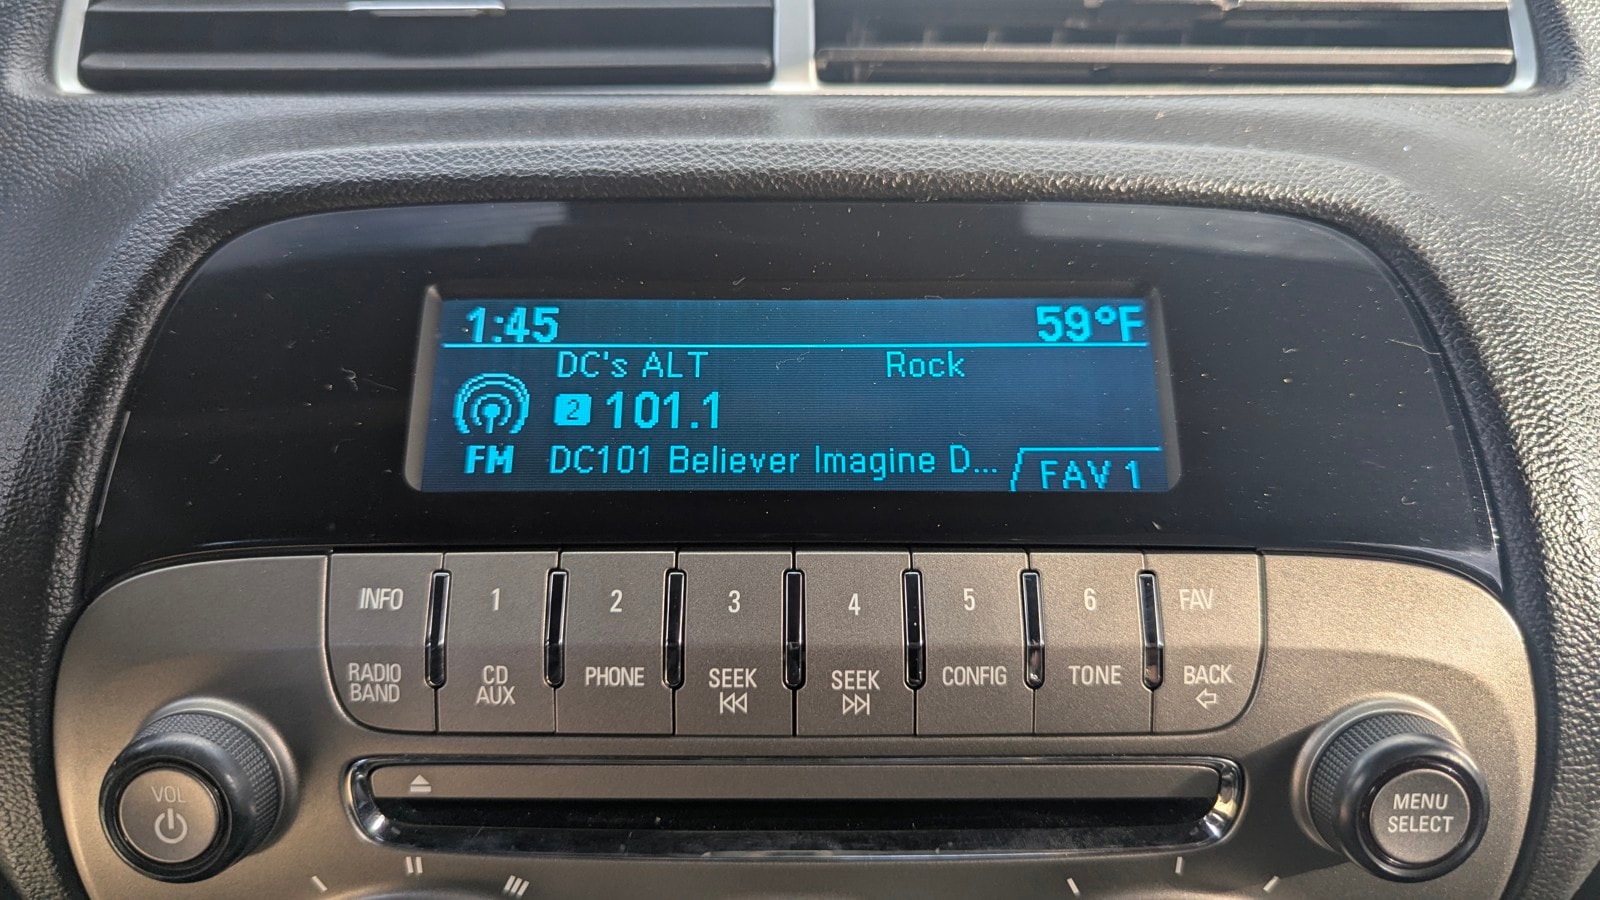 1:45 59°F
DC's ALT Rock
2 101.1
FM DC101 Believer Imagine D... FAV 1
INFO 1 2 3 4 5 6 FAV
RADIO BAND CD AUX PHONE SEEK SEEK CONFIG TONE BACK
VOL
MENU
SELECT